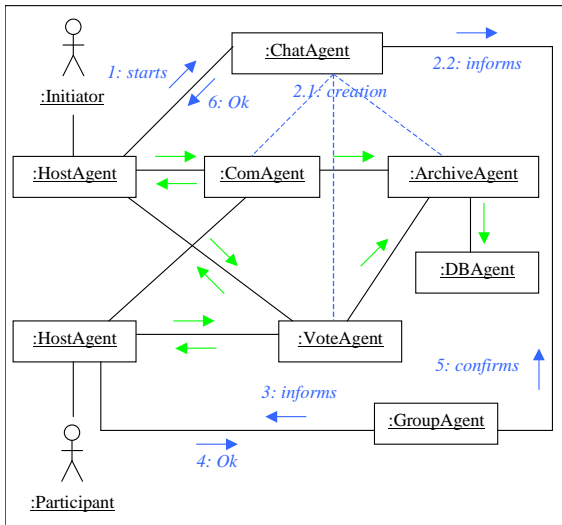 :ChatAgent
1: starts
2.2: informs
:Initiator
6: Ok
2.1: creation
:HostAgent
:ComAgent
:ArchiveAgent
:DBAgent
:HostAgent
:VoteAgent
5: confirms
3: informs
:GroupAgent
4: Ok
:Participant